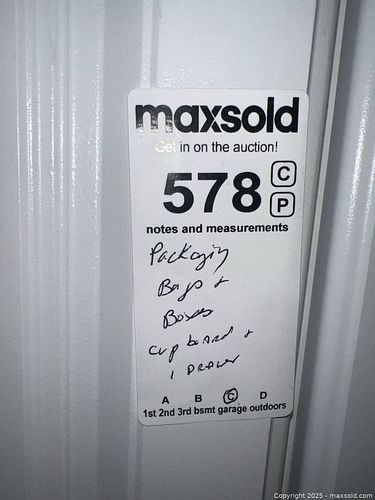 maxsold
Get in on the auction!
578 C
P
notes and measurements
Packaging
Bags +
Boxes
cupboard +
1 DRAWER
A B C D
1st 2nd 3rd bsmt garage outdoors
Copyright 2025 - maxsold.com